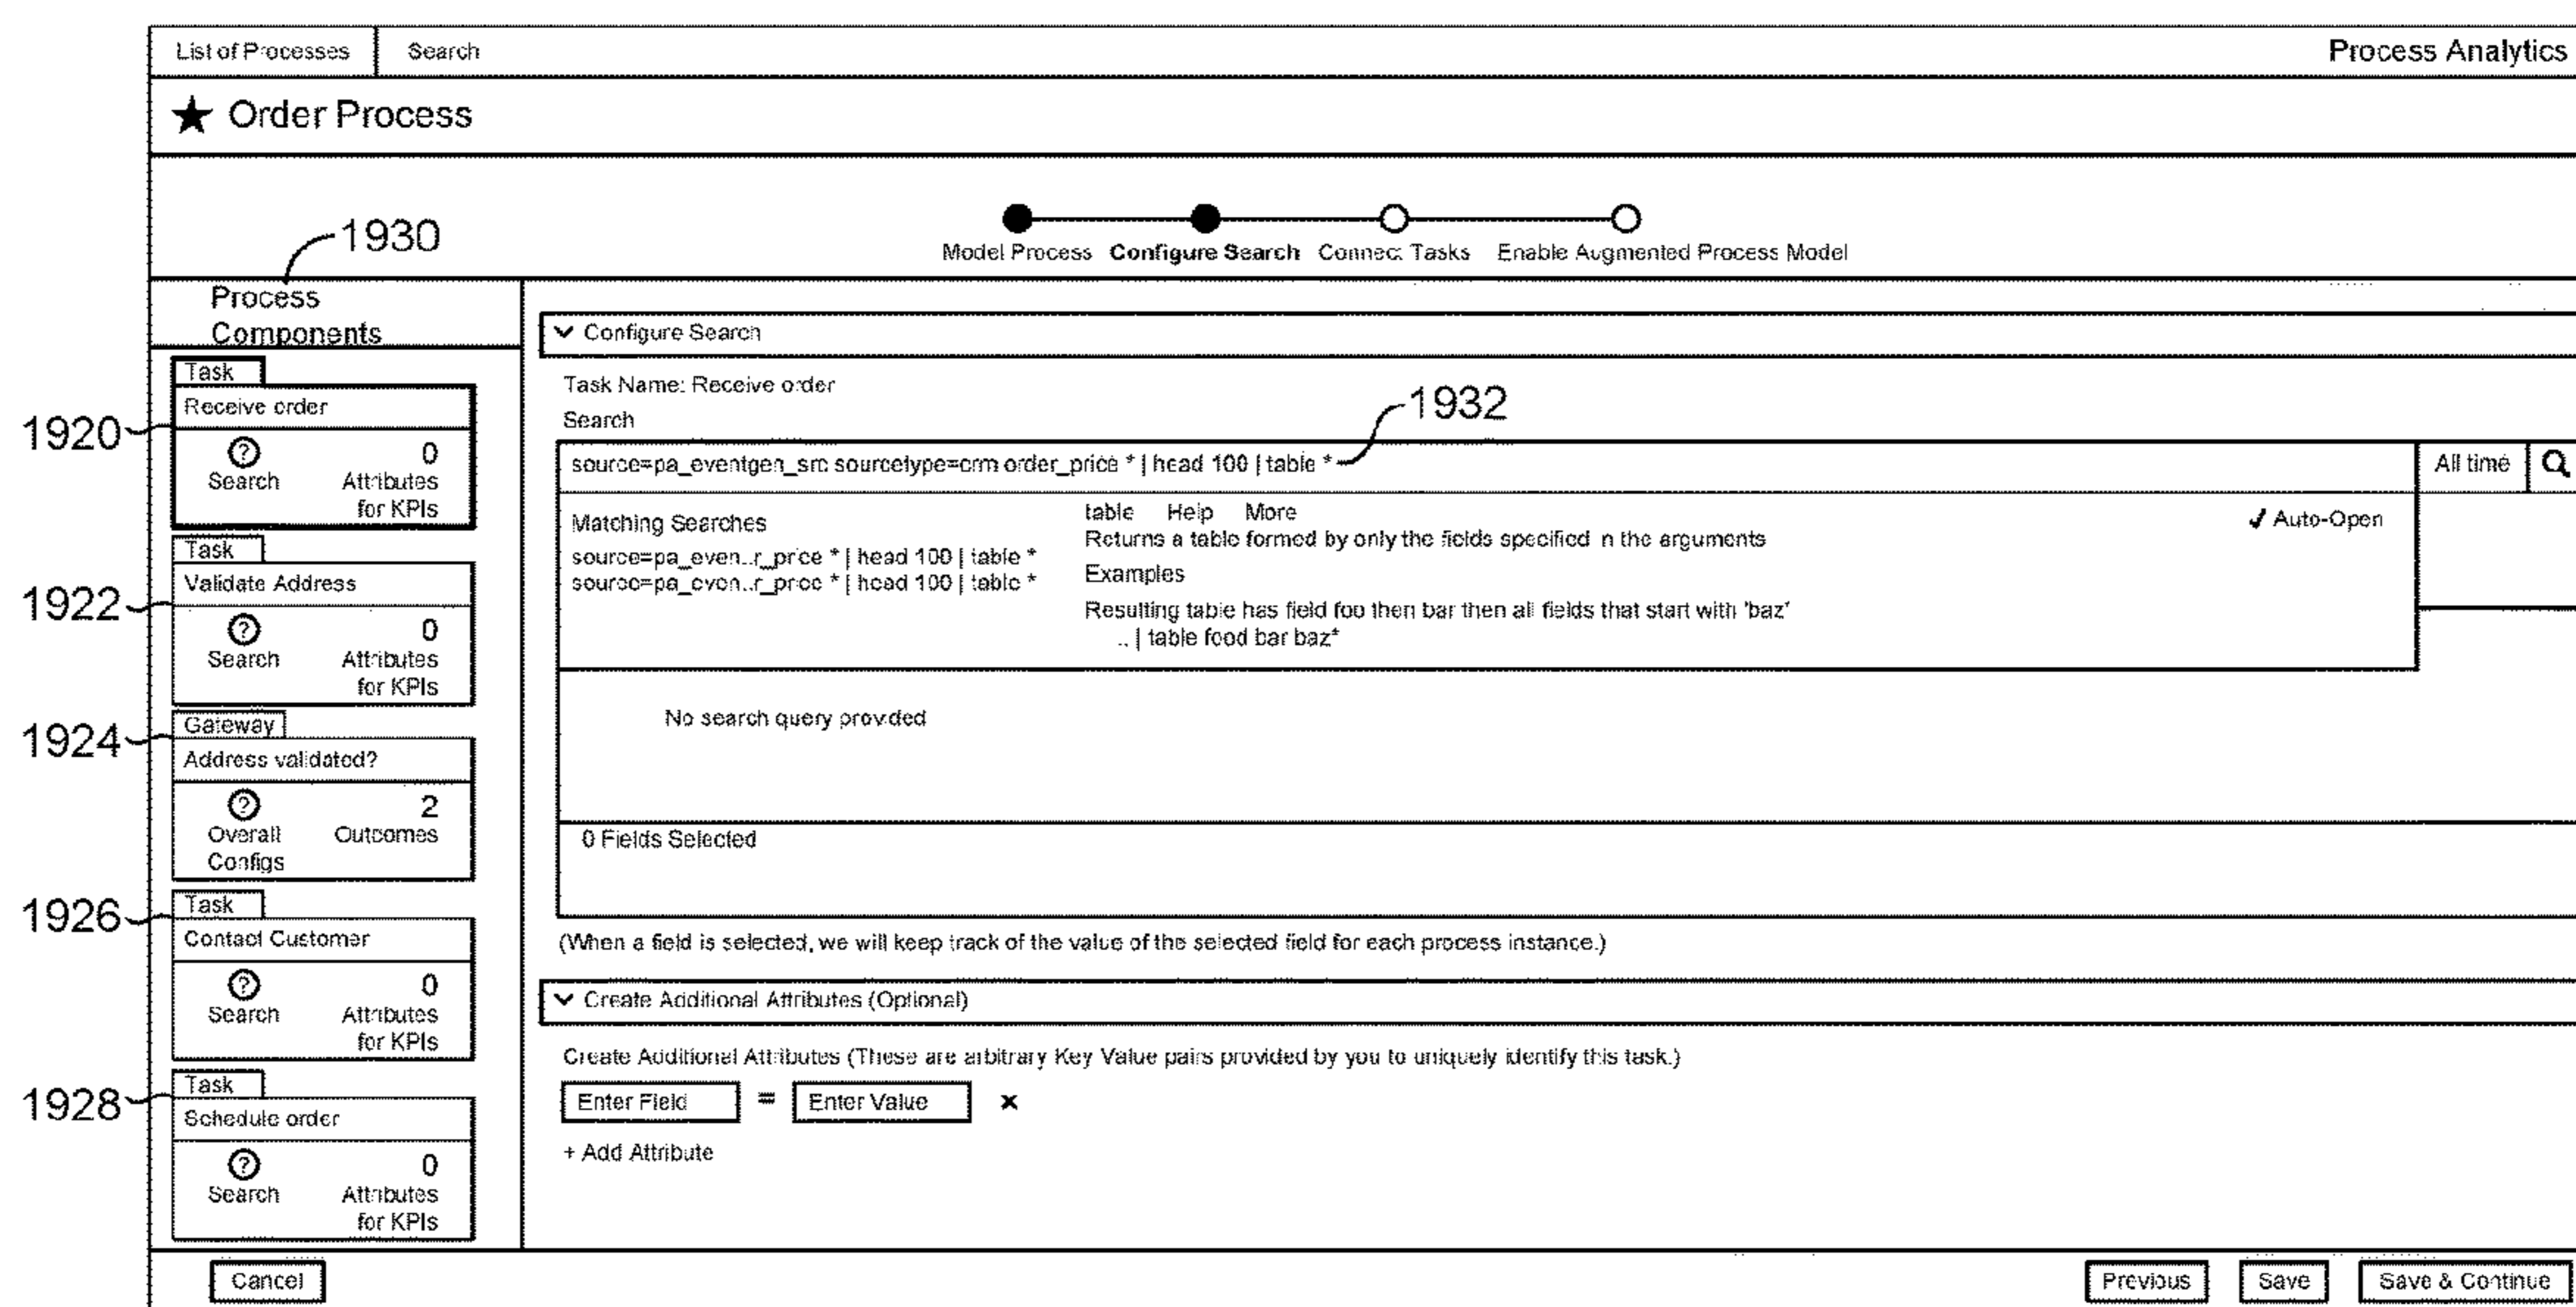 List of Processes Search Process Analytics
★ Order Process
1930
Model Process Configure Search Connect Tasks Enable Augmented Process Model
Process
Components
Task
Receive order
1920
? 0
Search Attributes
for KPIs
Task
Validate Address
1922
? 0
Search Attributes
for KPIs
Gateway
1924
Address validated?
? 2
Overall Outcomes
Configs
Task
1926
Contact Customer
? 0
Search Attributes
for KPIs
Task
1928
Schedule order
? 0
Search Attributes
for KPIs
Configure Search
Task Name: Receive order
1932
Search
source=pa_eventgen_src sourcetype=crm order_price * | head 100 | table *
All time
Matching Searches
source=pa_even..r_price * | head 100 | table *
source=pa_even..r_price * | head 100 | table *
table Help More
✓ Auto-Open
Returns a table formed by only the fields specified in the arguments
Examples
Resulting table has field foo then bar then all fields that start with 'baz'
.. | table food bar baz*
No search query provided
0 Fields Selected
(When a field is selected, we will keep track of the value of the selected field for each process instance.)
Create Additional Attributes (Optional)
Create Additional Attributes (These are arbitrary Key Value pairs provided by you to uniquely identify this task.)
Enter Field = Enter Value ×
+ Add Attribute
Cancel Previous Save Save & Continue